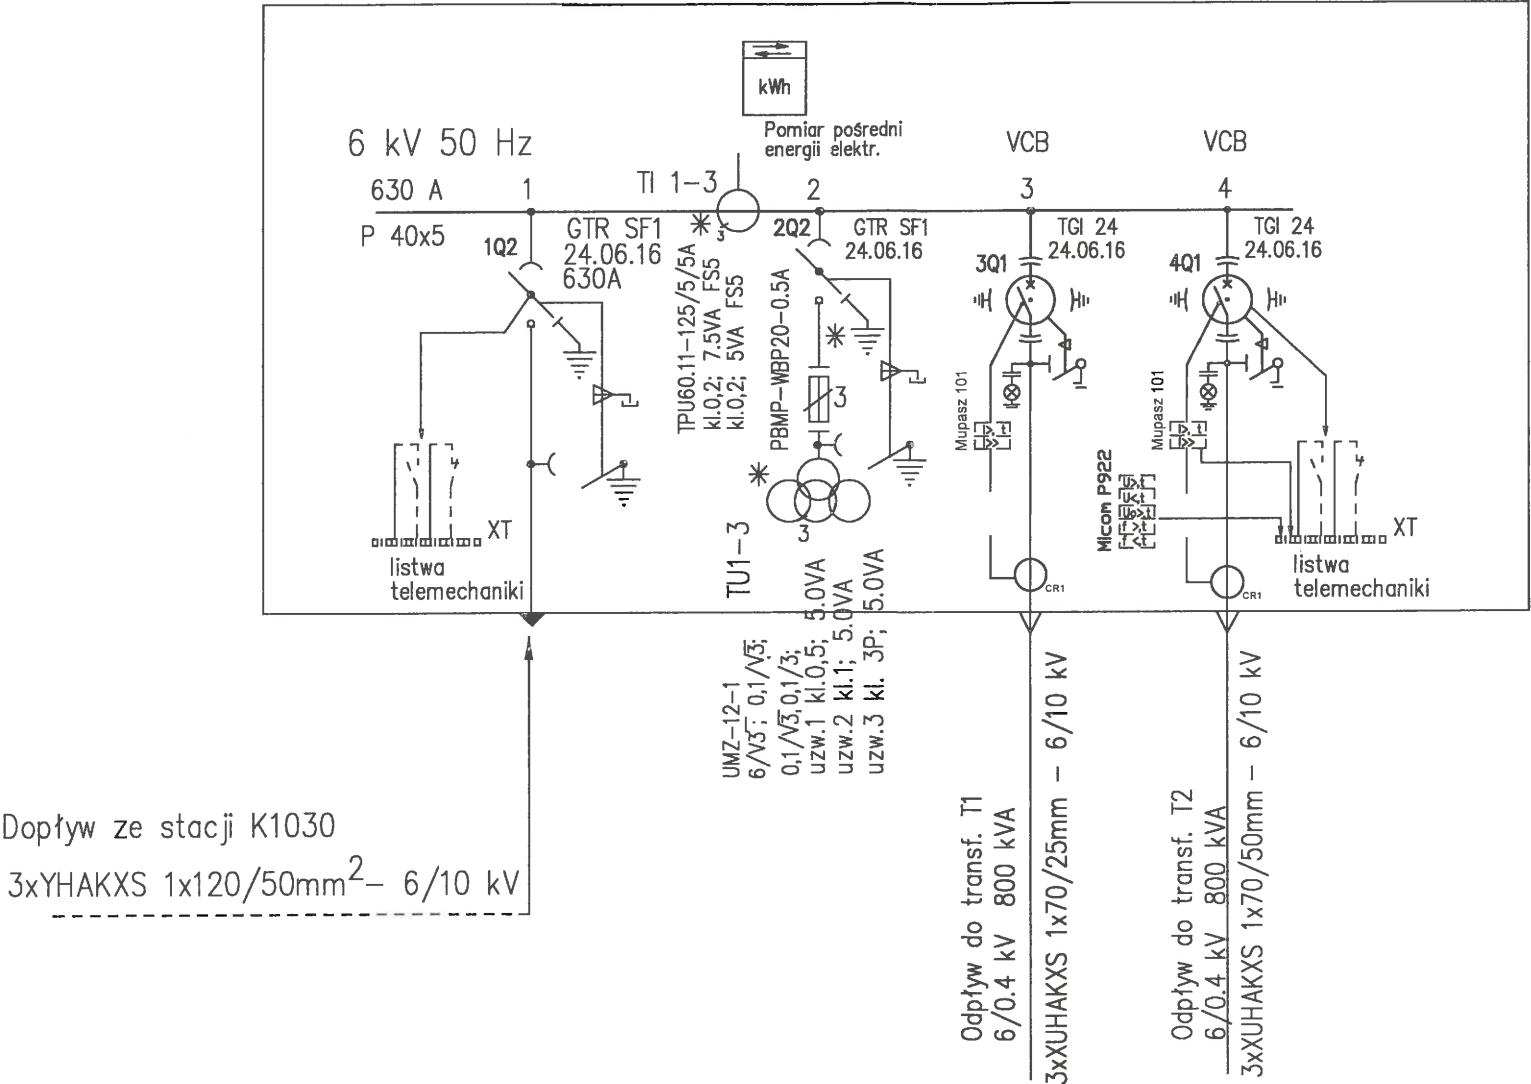 kWh
Pomiar pośredni
energii elektr.
6 kV 50 Hz
VCB
VCB
630 A
1
TI 1-3
2
3
4
P 40x5
1Q2
GTR SF1
24.06.16
630A
3
2Q2
GTR SF1
24.06.16
TGI 24
24.06.16
TGI 24
24.06.16
3Q1
4Q1
TPU60.11-125/5/5A
kl.0,2; 7.5VA FS5
kl.0,2; 5VA FS5
PBMP-WBP20-0.5A
3
Mupasz 101
Mupasz 101
Micom P922
XT
listwa
telemechaniki
3
TU1-3
CR1
CR1
XT
listwa
telemechaniki
UMZ-12-1
6/√3; 0,1/√3;
0,1/√3,0,1/3;
uzw.1 kl.0,5; 5.0VA
uzw.2 kl.1; 5.0VA
uzw.3 kl. 3P; 5.0VA
Dopływ ze stacji K1030
3xYHAKXS 1x120/50mm²- 6/10 kV
Odpływ do transf. T1
6/0.4 kV 800 kVA
3xXUHAKXS 1x70/25mm - 6/10 kV
Odpływ do transf. T2
6/0.4 kV 800 kVA
3xXUHAKXS 1x70/50mm - 6/10 kV